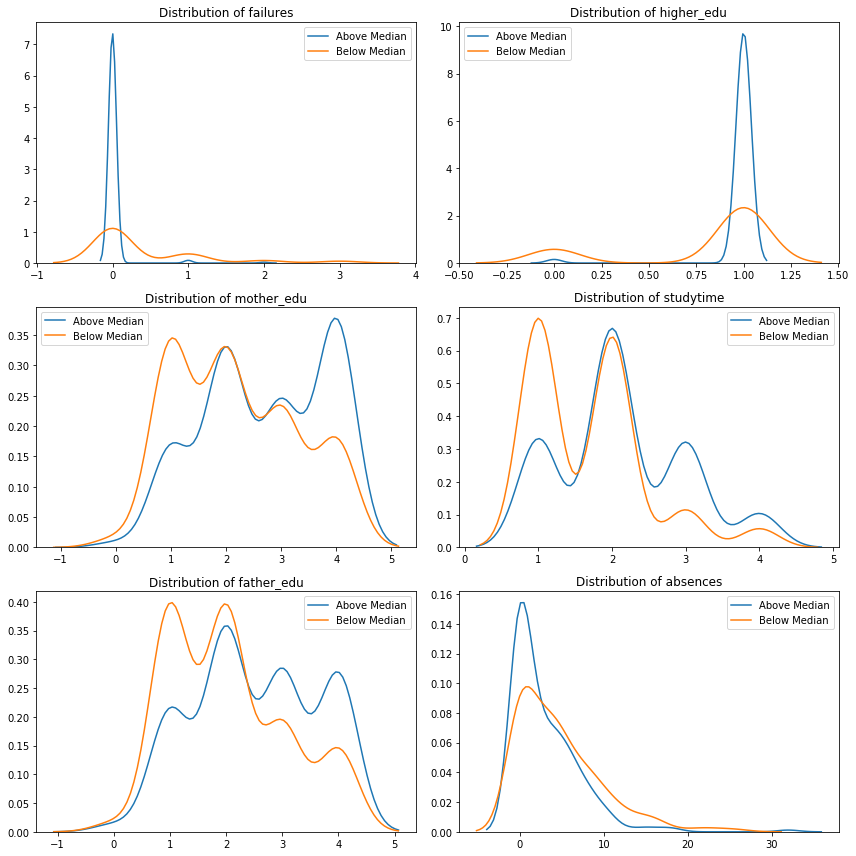 Distribution of failures
Above Median
Below Median
7
6
5
4
3
2
1
0
−1 0 1 2 3 4
Distribution of higher_edu
Above Median
Below Median
10
8
6
4
2
0
−0.50 −0.25 0.00 0.25 0.50 0.75 1.00 1.25 1.50
Distribution of mother_edu
Above Median
Below Median
0.35
0.30
0.25
0.20
0.15
0.10
0.05
0.00
−1 0 1 2 3 4 5
Distribution of studytime
Above Median
Below Median
0.7
0.6
0.5
0.4
0.3
0.2
0.1
0.0
0 1 2 3 4 5
Distribution of father_edu
Above Median
Below Median
0.40
0.35
0.30
0.25
0.20
0.15
0.10
0.05
0.00
−1 0 1 2 3 4 5
Distribution of absences
Above Median
Below Median
0.16
0.14
0.12
0.10
0.08
0.06
0.04
0.02
0.00
0 10 20 30